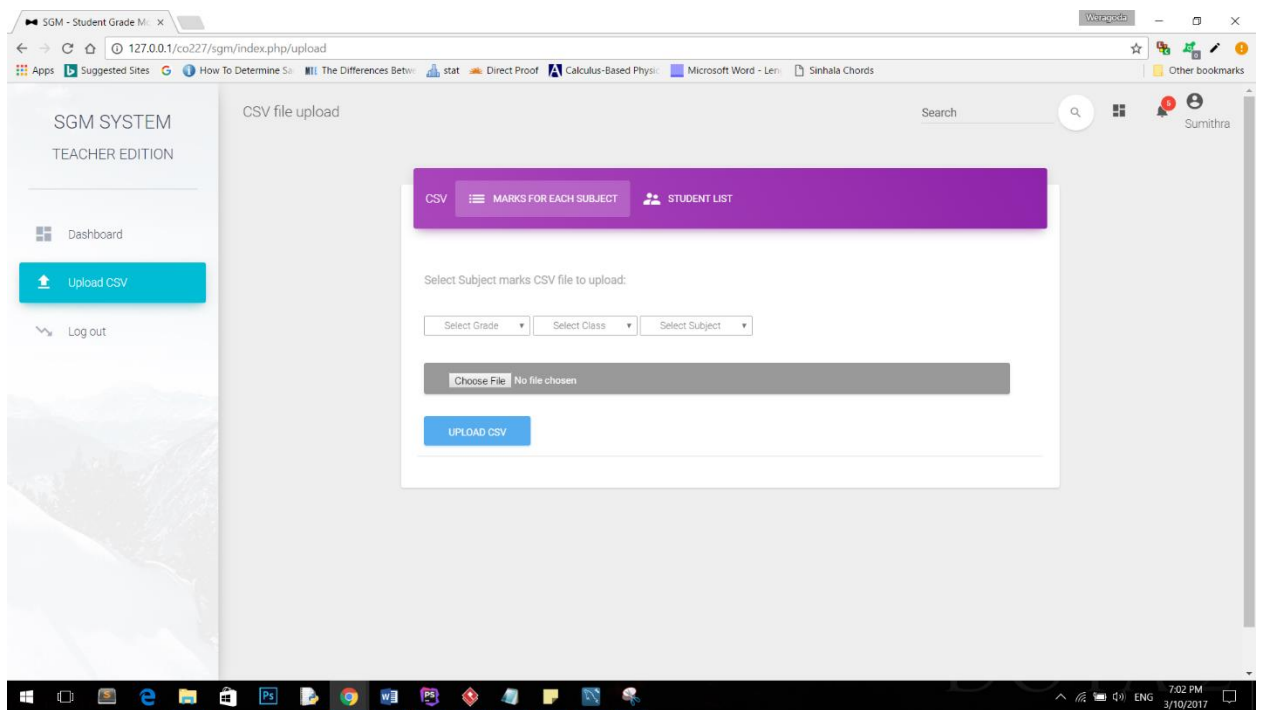 SGM - Student Grade Mo
Weragoda
127.0.0.1/co227/sgm/index.php/upload
Apps Suggested Sites How To Determine Sa The Differences Betw stat Direct Proof Calculus-Based Physic Microsoft Word - Len Sinhala Chords Other bookmarks
SGM SYSTEM
TEACHER EDITION
Dashboard
Upload CSV
Log out
CSV file upload
Search
5
Sumithra
CSV MARKS FOR EACH SUBJECT STUDENT LIST
Select Subject marks CSV file to upload:
Select Grade Select Class Select Subject
Choose File No file chosen
UPLOAD CSV
ENG
7:02 PM
3/10/2017